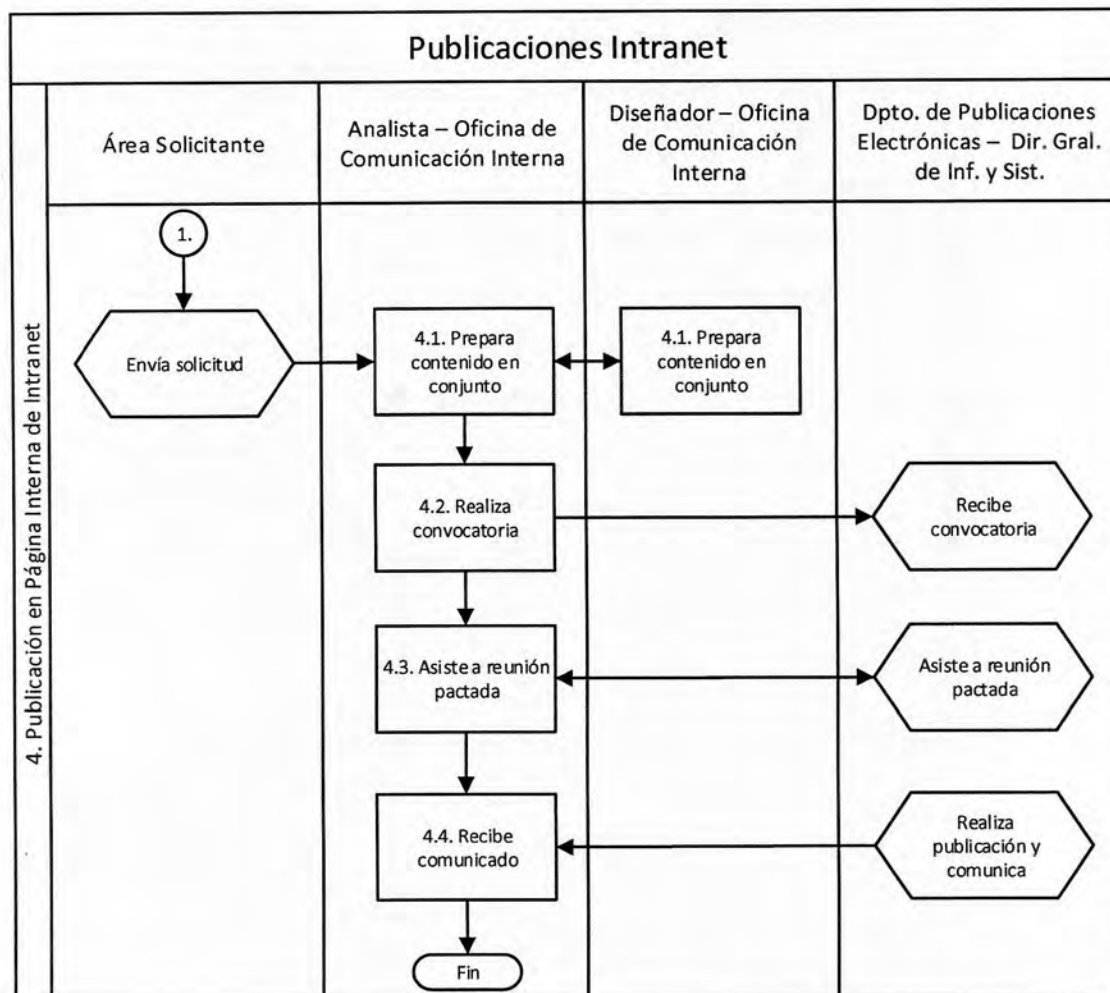 Publicaciones Intranet
4. Publicación en Página Interna de Intranet
Área Solicitante
Analista – Oficina de
Comunicación Interna
Diseñador – Oficina
de Comunicación
Interna
Dpto. de Publicaciones
Electrónicas – Dir. Gral.
de Inf. y Sist.
1.
Envía solicitud
4.1. Prepara
contenido en
conjunto
4.1. Prepara
contenido en
conjunto
4.2. Realiza
convocatoria
Recibe
convocatoria
4.3. Asiste a reunión
pactada
Asiste a reunión
pactada
4.4. Recibe
comunicado
Realiza
publicación y
comunica
Fin